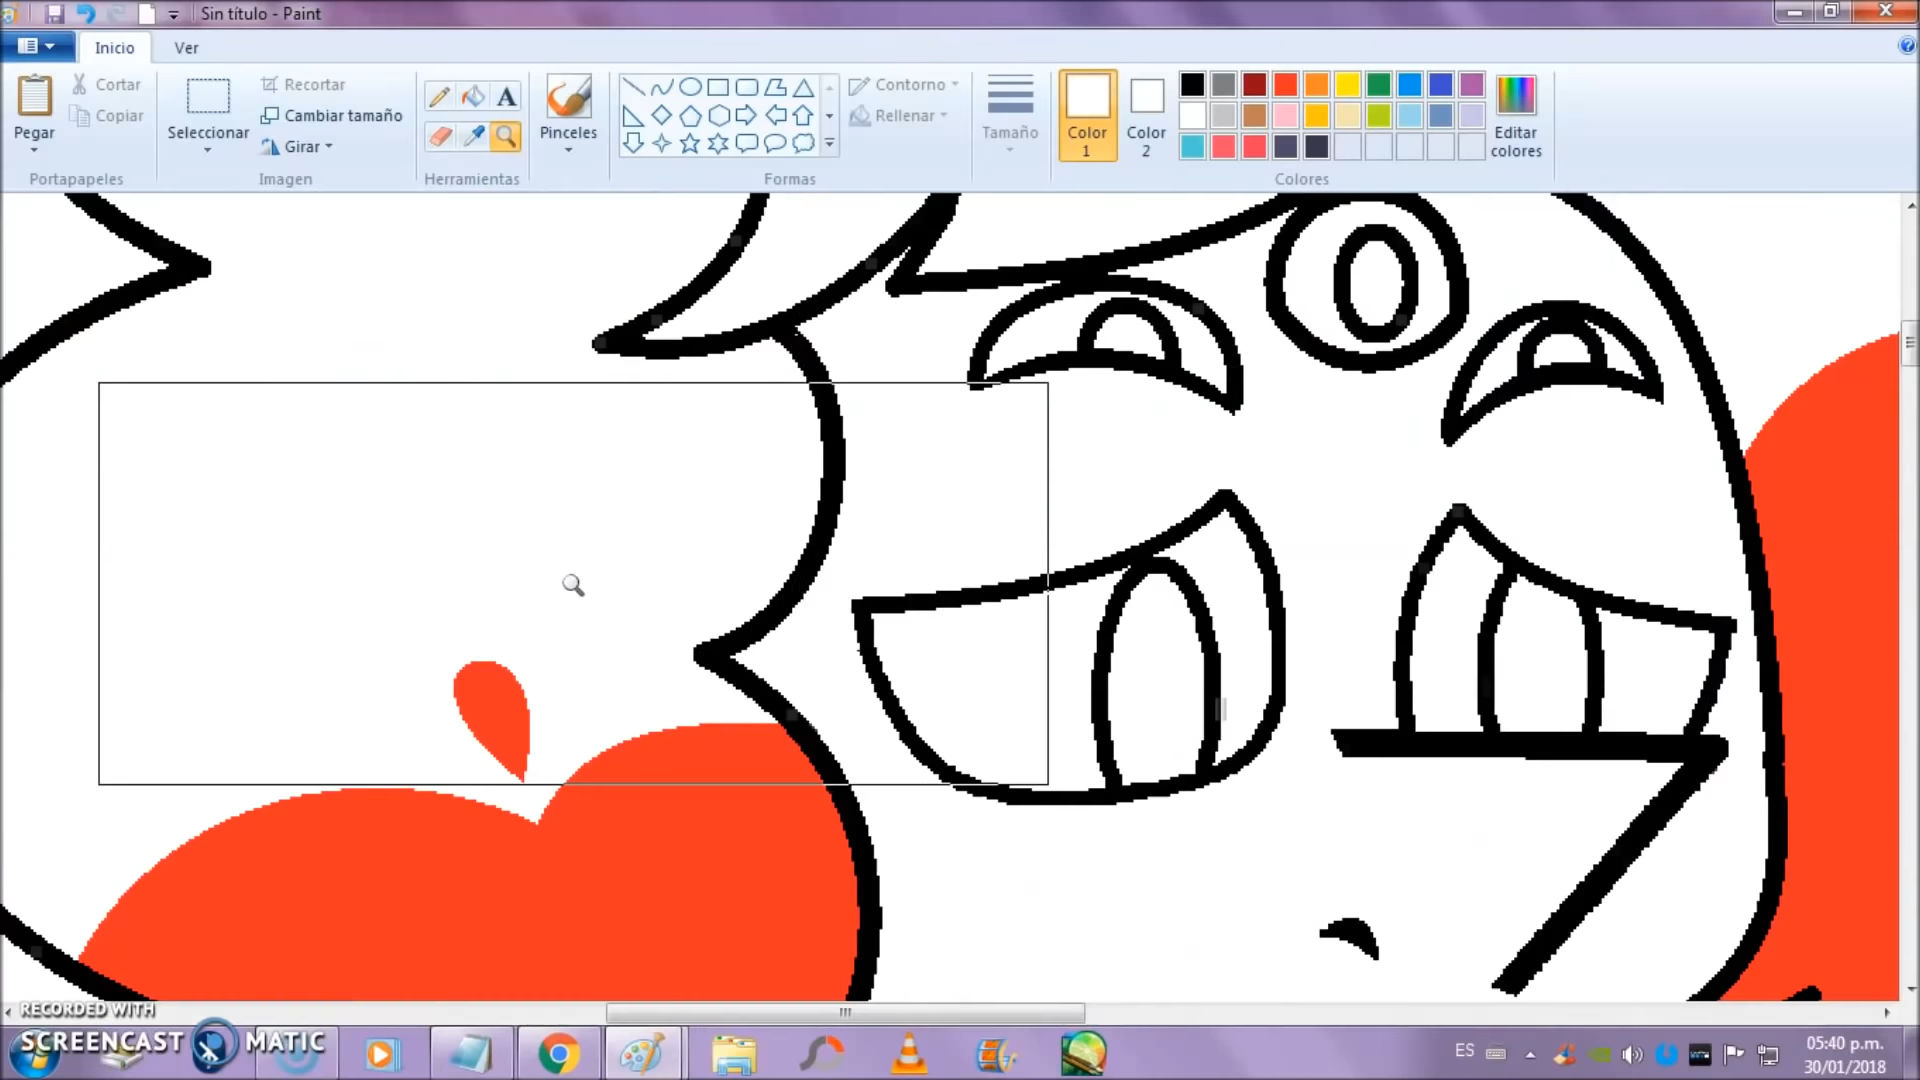 Sin título - Paint
Inicio Ver
Pegar
Cortar
Copiar
Portapapeles
Seleccionar
Recortar
Cambiar tamaño
Girar
Imagen
A
Herramientas
Pinceles
Formas
Contorno
Rellenar
Tamaño
Color 1
Color 2
Editar colores
Colores
RECORDED WITH
SCREENCAST MATIC
ES
05:40 p.m.
30/01/2018